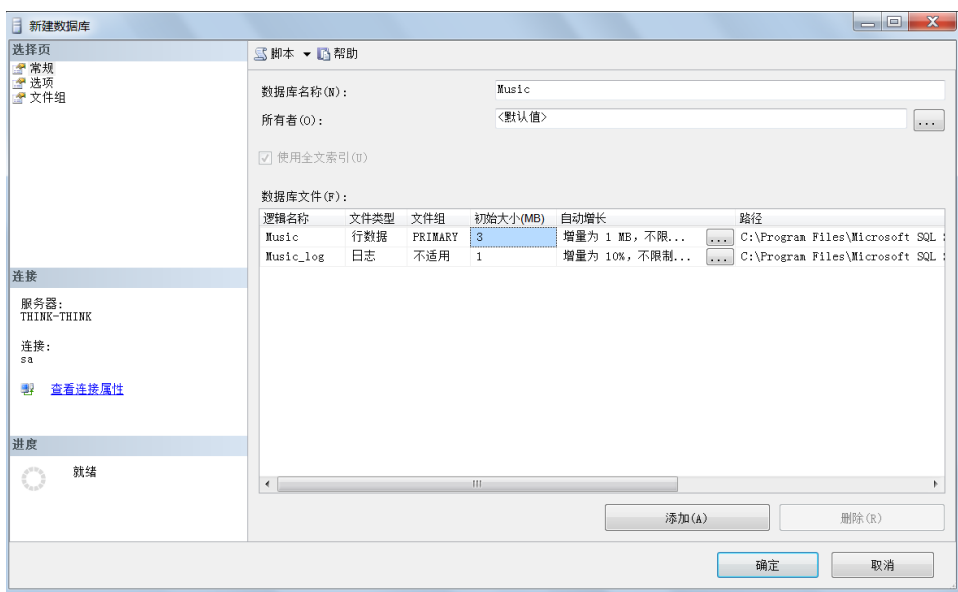 新建数据库
选择页
常规
选项
文件组
脚本 帮助
数据库名称(N): Music
所有者(O): <默认值> ...
使用全文索引(U)
数据库文件(F):
逻辑名称 文件类型 文件组 初始大小(MB) 自动增长 路径
Music 行数据 PRIMARY 3 增量为 1 MB，不限... ... C:\Program Files\Microsoft SQL
Music_log 日志 不适用 1 增量为 10%，不限制... ... C:\Program Files\Microsoft SQL
连接
服务器:
THINK-THINK
连接:
sa
查看连接属性
进度
就绪
添加(A) 删除(R)
确定 取消